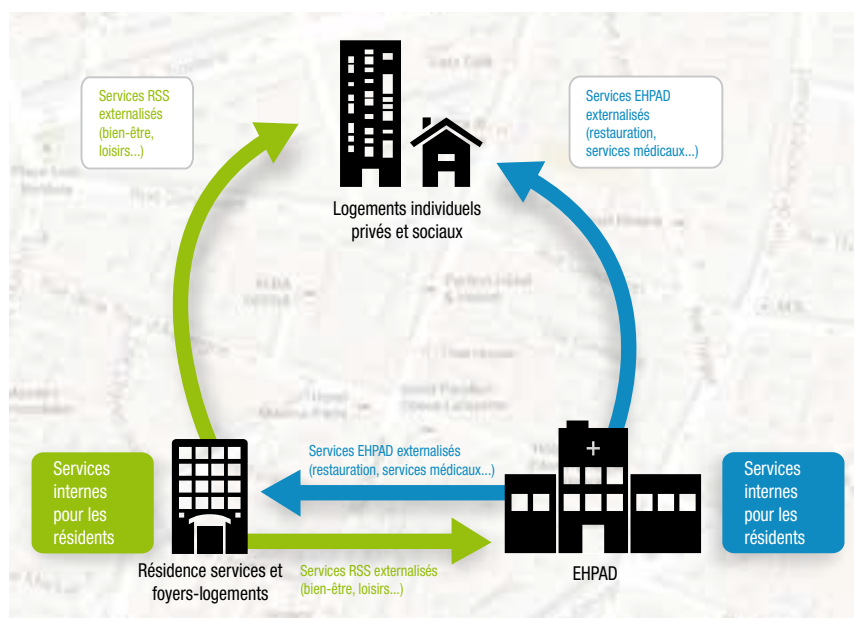 Services RSS
externalisés
(bien-être,
loisirs...)
Services EHPAD
externalisés
(restauration,
services médicaux...)
Logements individuels
privés et sociaux
Services
internes
pour les
résidents
Services EHPAD externalisés
(restauration, services médicaux...)
Services
internes
pour les
résidents
Résidence services et
foyers-logements
Services RSS externalisés
(bien-être, loisirs...)
EHPAD